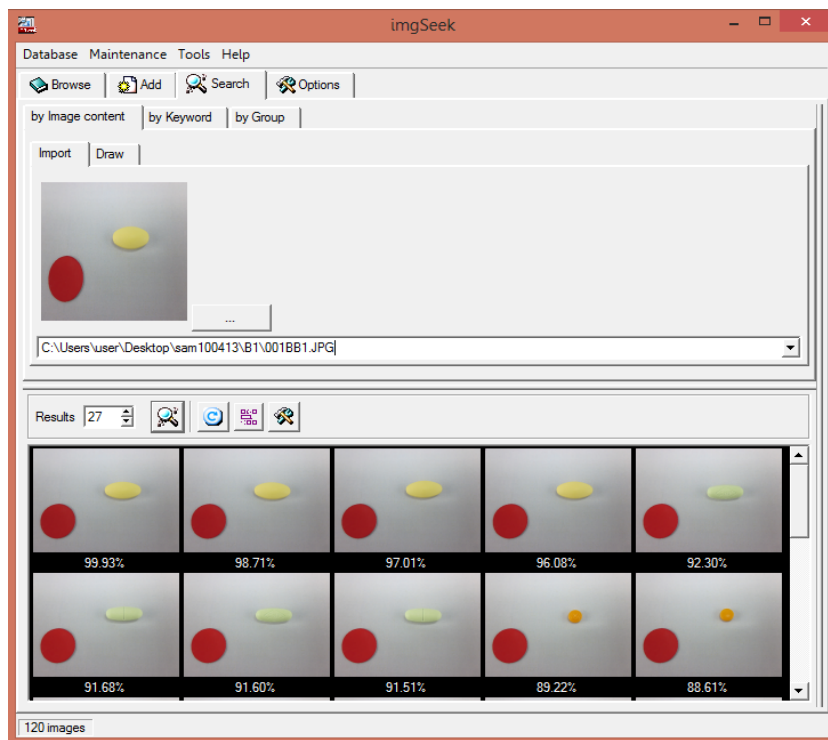 imgSeek
Database Maintenance Tools Help
Browse Add Search Options
by Image content by Keyword by Group
Import Draw
...
C:\Users\user\Desktop\sam100413\B1\001BB1.JPG
Results 27
99.93% 98.71% 97.01% 96.08% 92.30%
91.68% 91.60% 91.51% 89.22% 88.61%
120 images